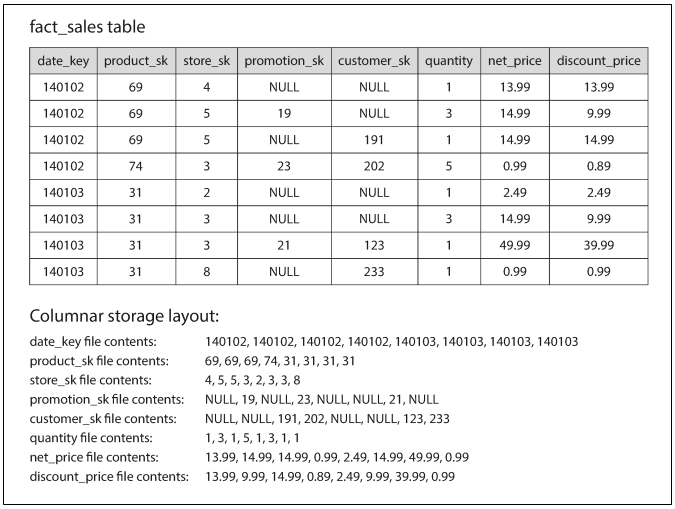 fact_sales table
date_key product_sk store_sk promotion_sk customer_sk quantity net_price discount_price
140102 69 4 NULL NULL 1 13.99 13.99
140102 69 5 19 NULL 3 14.99 9.99
140102 69 5 NULL 191 1 14.99 14.99
140102 74 3 23 202 5 0.99 0.89
140103 31 2 NULL NULL 1 2.49 2.49
140103 31 3 NULL NULL 3 14.99 9.99
140103 31 3 21 123 1 49.99 39.99
140103 31 8 NULL 233 1 0.99 0.99
Columnar storage layout:
date_key file contents: 140102, 140102, 140102, 140102, 140103, 140103, 140103, 140103
product_sk file contents: 69, 69, 69, 74, 31, 31, 31, 31
store_sk file contents: 4, 5, 5, 3, 2, 3, 3, 8
promotion_sk file contents: NULL, 19, NULL, 23, NULL, NULL, 21, NULL
customer_sk file contents: NULL, NULL, 191, 202, NULL, NULL, 123, 233
quantity file contents: 1, 3, 1, 5, 1, 3, 1, 1
net_price file contents: 13.99, 14.99, 14.99, 0.99, 2.49, 14.99, 49.99, 0.99
discount_price file contents: 13.99, 9.99, 14.99, 0.89, 2.49, 9.99, 39.99, 0.99